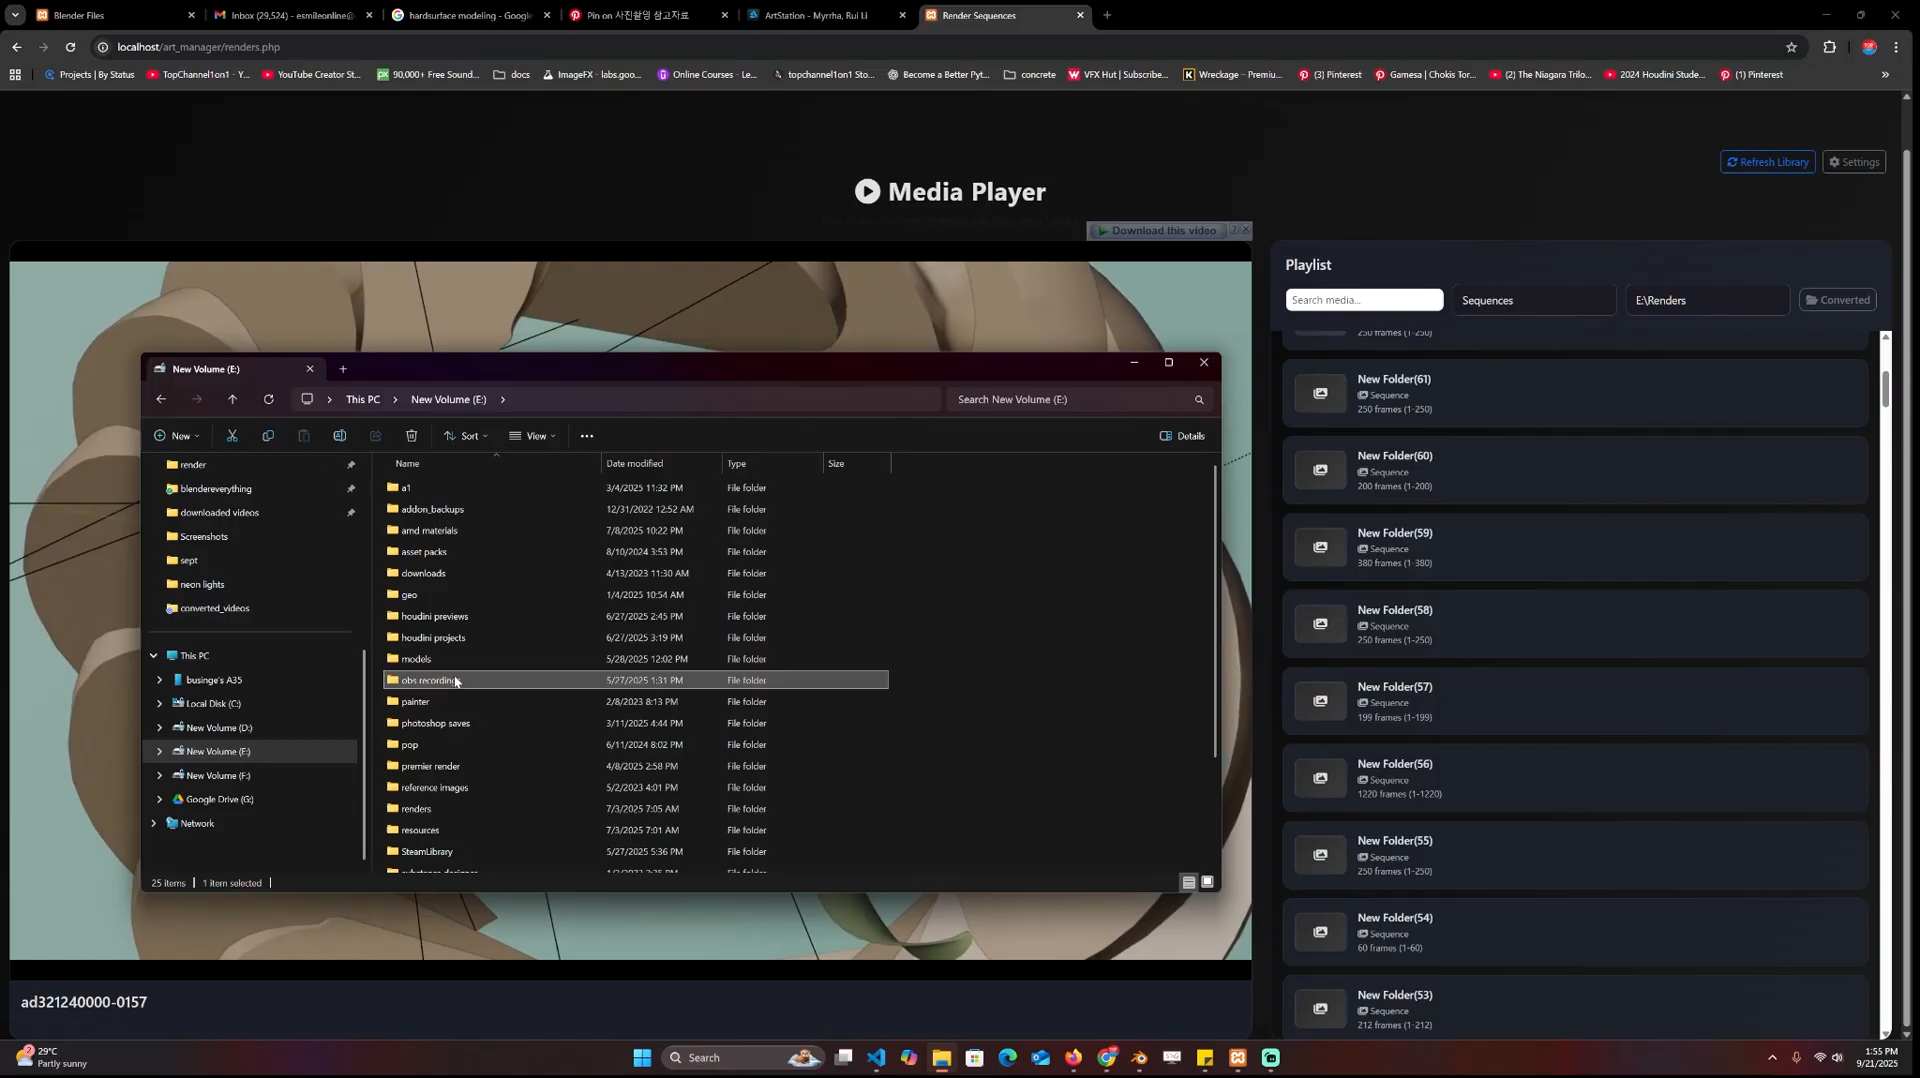 Blender Files
Inbox (29,524) - esmileonline@
hardsurface modeling - Google
Pin on 사진촬영 참고자료
ArtStation - Myrrha, Rui Li
Render Sequences
localhost/art_manager/renders.php
Projects | By Status
TopChannel1on1 - Y...
YouTube Creator St...
90,000+ Free Sound...
docs
ImageFX - labs.goo...
Online Courses - Le...
topchannel1on1 Sto...
Become a Better Pyt...
concrete
VFX Hut | Subscribe...
Wreckage – Premiu...
(3) Pinterest
Gamesa | Chokis Tor...
(2) The Niagara Trilo...
2024 Houdini Stude...
(1) Pinterest
Refresh Library
Settings
Media Player
Download this video
Playlist
Search media...
Sequences
E:\Renders
Converted
250 frames (1-250)
New Folder(61)
Sequence
250 frames (1-250)
New Folder(60)
Sequence
200 frames (1-200)
New Folder(59)
Sequence
380 frames (1-380)
New Folder(58)
Sequence
250 frames (1-250)
New Folder(57)
Sequence
199 frames (1-199)
New Folder(56)
Sequence
1220 frames (1-1220)
New Folder(55)
Sequence
250 frames (1-250)
New Folder(54)
Sequence
60 frames (1-60)
New Folder(53)
Sequence
212 frames (1-212)
New Volume (E:)
This PC > New Volume (E:) >
Search New Volume (E:)
New
Sort
View
Details
render
blendereverything
downloaded videos
Screenshots
sept
neon lights
converted_videos
This PC
businge's A35
Local Disk (C:)
New Volume (D:)
New Volume (E:)
New Volume (F:)
Google Drive (G:)
Network
Name Date modified Type Size
a1 3/4/2025 11:32 PM File folder
addon_backups 12/31/2022 12:52 AM File folder
amd materials 7/8/2025 10:22 PM File folder
asset packs 8/10/2024 3:53 PM File folder
downloads 4/13/2023 11:30 AM File folder
geo 1/4/2025 10:54 AM File folder
houdini previews 6/27/2025 2:45 PM File folder
houdini projects 6/27/2025 3:19 PM File folder
models 5/28/2025 12:02 PM File folder
obs recording 5/27/2025 1:31 PM File folder
painter 2/8/2023 8:13 PM File folder
photoshop saves 3/11/2025 4:44 PM File folder
pop 6/11/2024 8:02 PM File folder
premier render 4/8/2025 2:58 PM File folder
reference images 5/2/2023 4:01 PM File folder
renders 7/3/2025 7:05 AM File folder
resources 7/3/2025 7:01 AM File folder
SteamLibrary 5/27/2025 5:36 PM File folder
25 items 1 item selected
ad321240000-0157
29°C
Partly sunny
Search
1:55 PM
9/21/2025